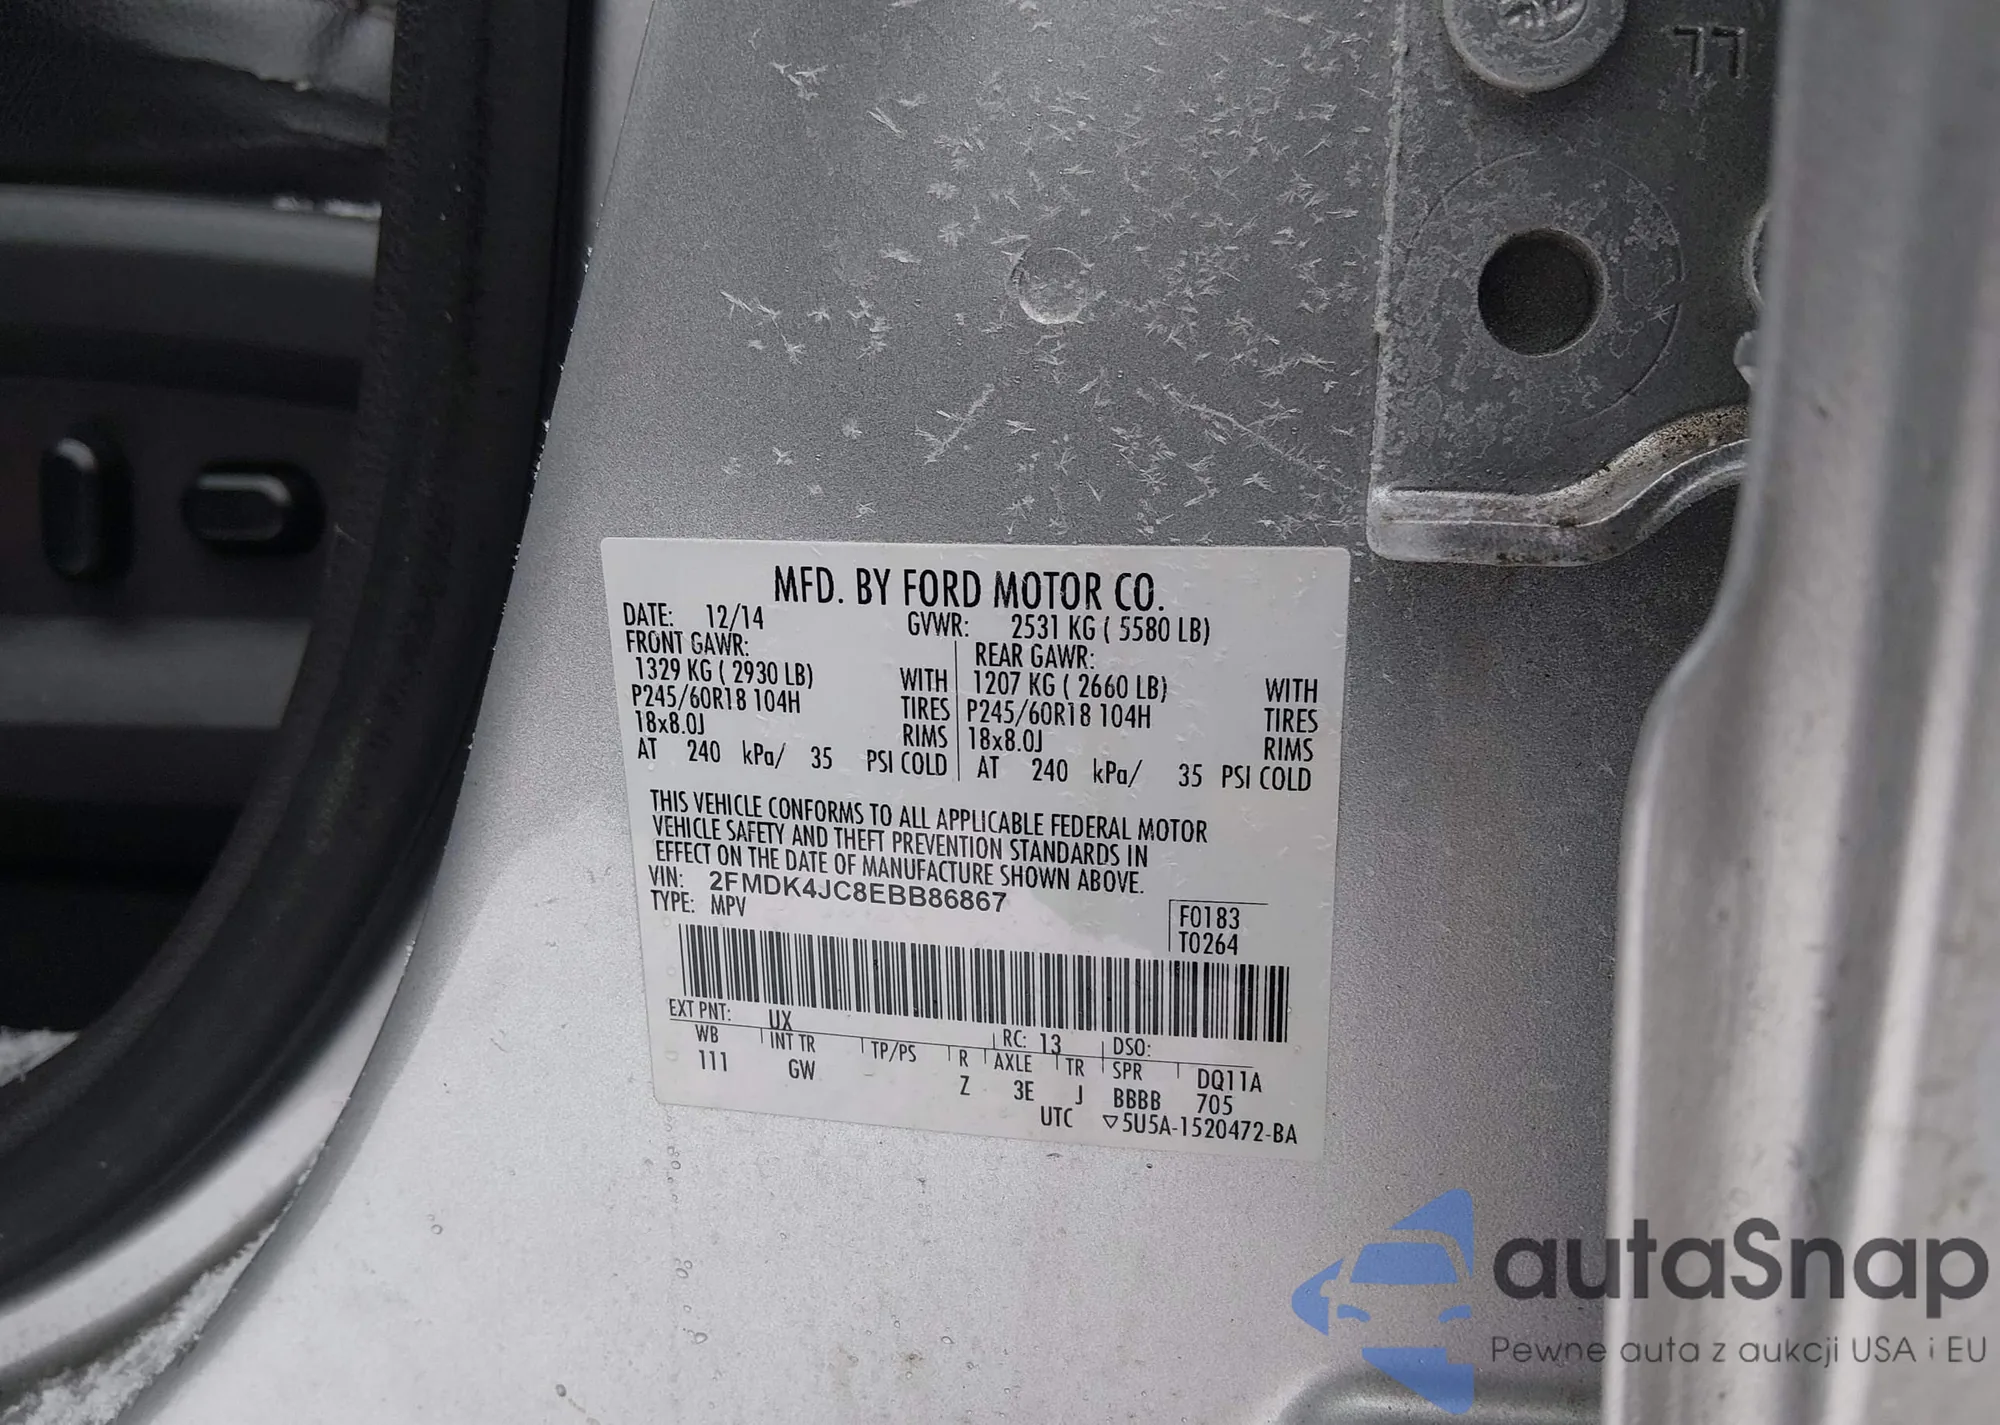 77
MFD. BY FORD MOTOR CO.
DATE: 12/14 GVWR: 2531 KG ( 5580 LB)
FRONT GAWR: REAR GAWR:
1329 KG ( 2930 LB) WITH 1207 KG ( 2660 LB) WITH
P245/60R18 104H TIRES P245/60R18 104H TIRES
18x8.0J RIMS 18x8.0J RIMS
AT 240 kPa/ 35 PSI COLD AT 240 kPa/ 35 PSI COLD
THIS VEHICLE CONFORMS TO ALL APPLICABLE FEDERAL MOTOR
VEHICLE SAFETY AND THEFT PREVENTION STANDARDS IN
EFFECT ON THE DATE OF MANUFACTURE SHOWN ABOVE.
VIN: 2FMDK4JC8EBB86867
TYPE: MPV
F0183
T0264
EXT PNT: UX RC: 13 DSO:
WB INT TR TP/PS R AXLE TR SPR DQ11A
111 GW Z 3E J BBBB 705
UTC ▽5U5A-1520472-BA
autaSnap
Pewne auta z aukcji USA i EU